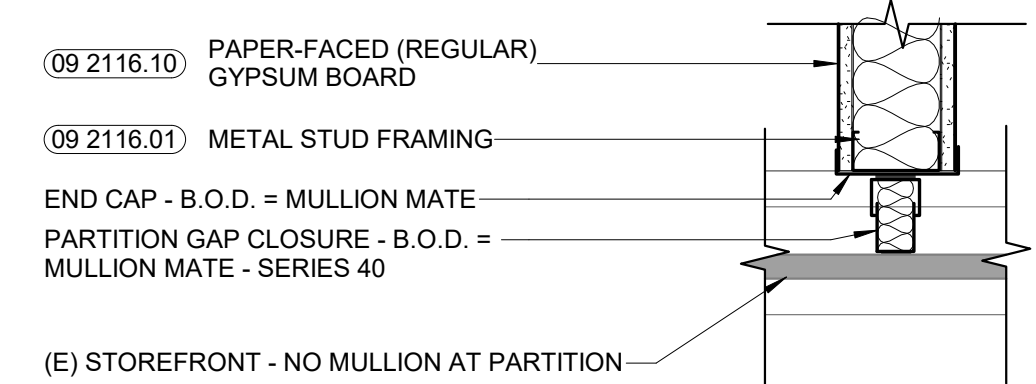 09 2116.10 PAPER-FACED (REGULAR)
GYPSUM BOARD
09 2116.01 METAL STUD FRAMING
END CAP - B.O.D. = MULLION MATE
PARTITION GAP CLOSURE - B.O.D. =
MULLION MATE - SERIES 40
(E) STOREFRONT - NO MULLION AT PARTITION